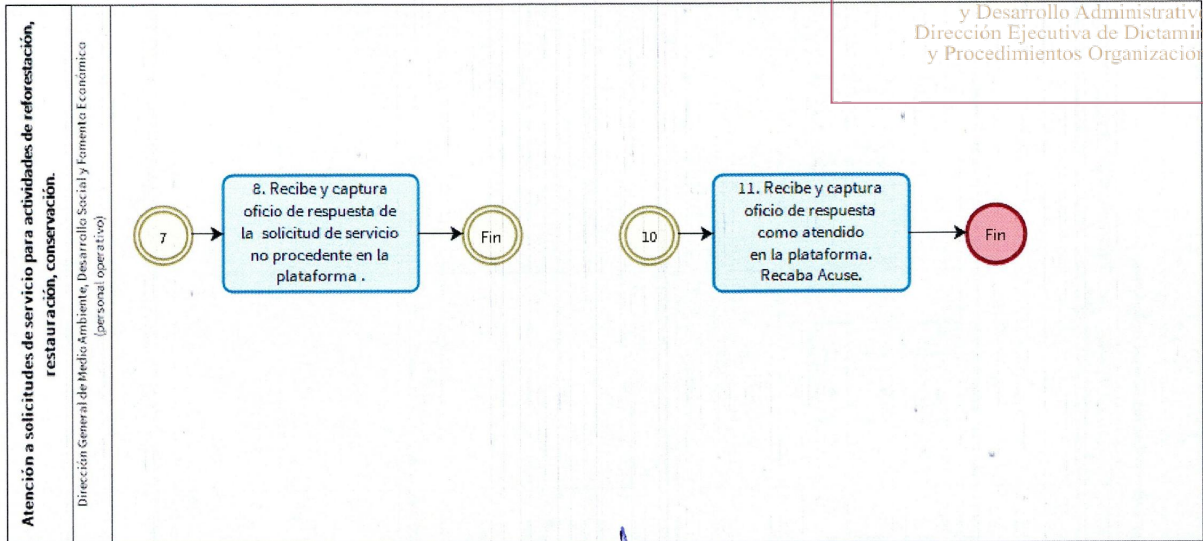 Atención a solicitudes de servicio para actividades de reforestación,
restauración, conservación.
Dirección General de Medio Ambiente, Desarrollo Social y Fomento Económico
(personal operativo)
7
8. Recibe y captura
oficio de respuesta de
la solicitud de servicio
no procedente en la
plataforma .
Fin
10
11. Recibe y captura
oficio de respuesta
como atendido
en la plataforma.
Recaba Acuse.
Fin
y Desarrollo Administrativ
Dirección Ejecutiva de Dictamin
y Procedimientos Organizacion